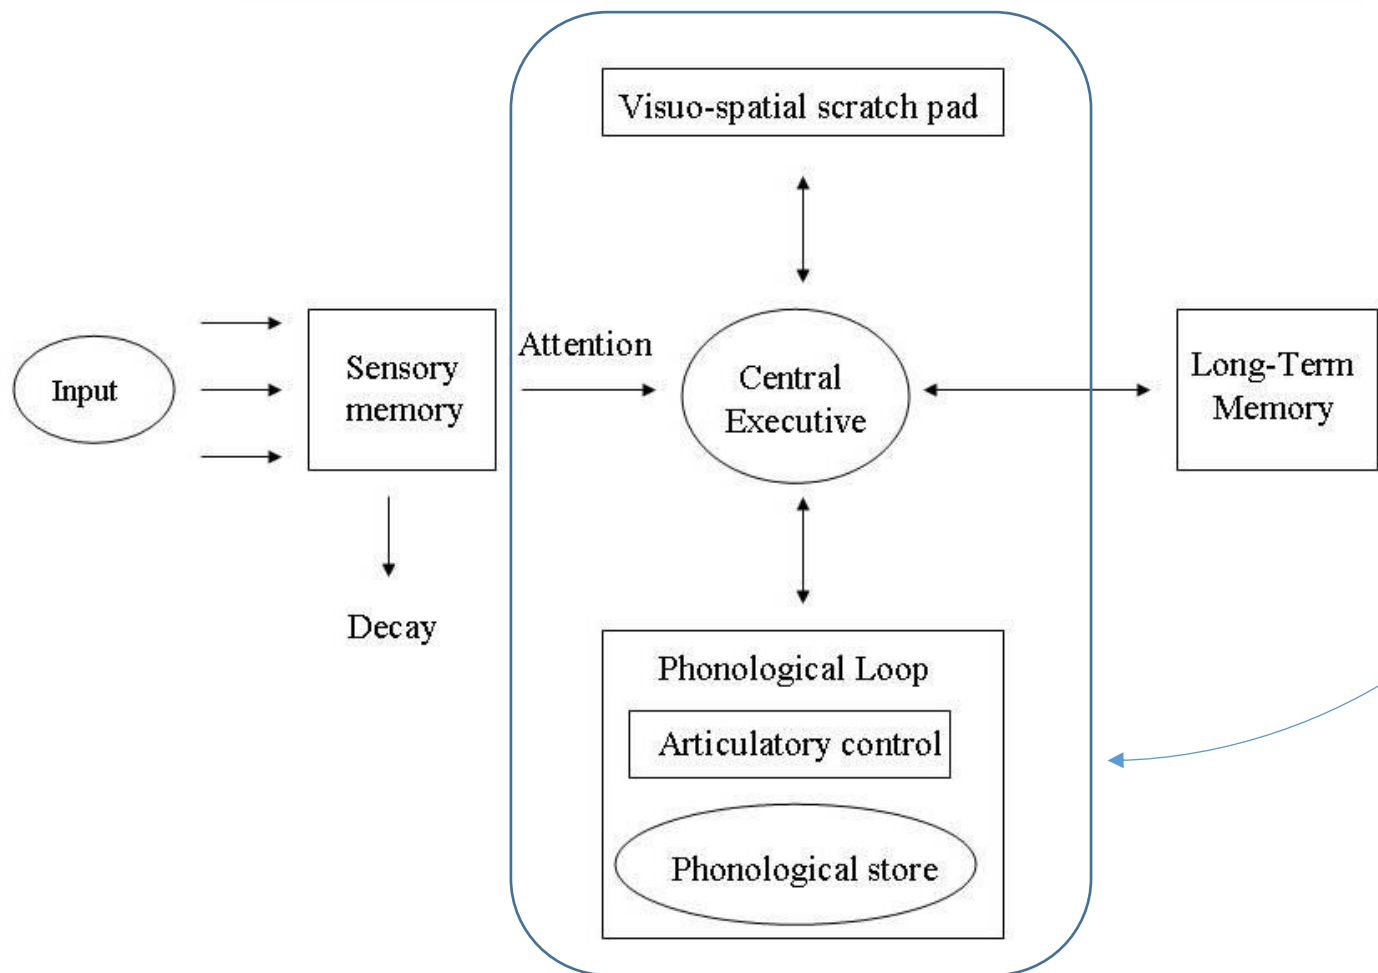 Visuo-spatial scratch pad
Input
Sensory
memory
Attention
Central
Executive
Long-Term
Memory
Decay
Phonological Loop
Articulatory control
Phonological store